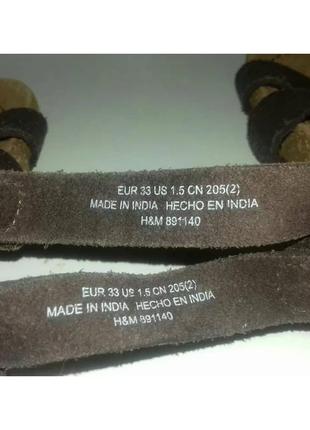 EUR 33 US 1.5 CN 205(2)
MADE IN INDIA HECHO EN INDIA
H&M 891140
EUR 33 US 1.5 CN 205(2)
MADE IN INDIA HECHO EN INDIA
H&M 891140